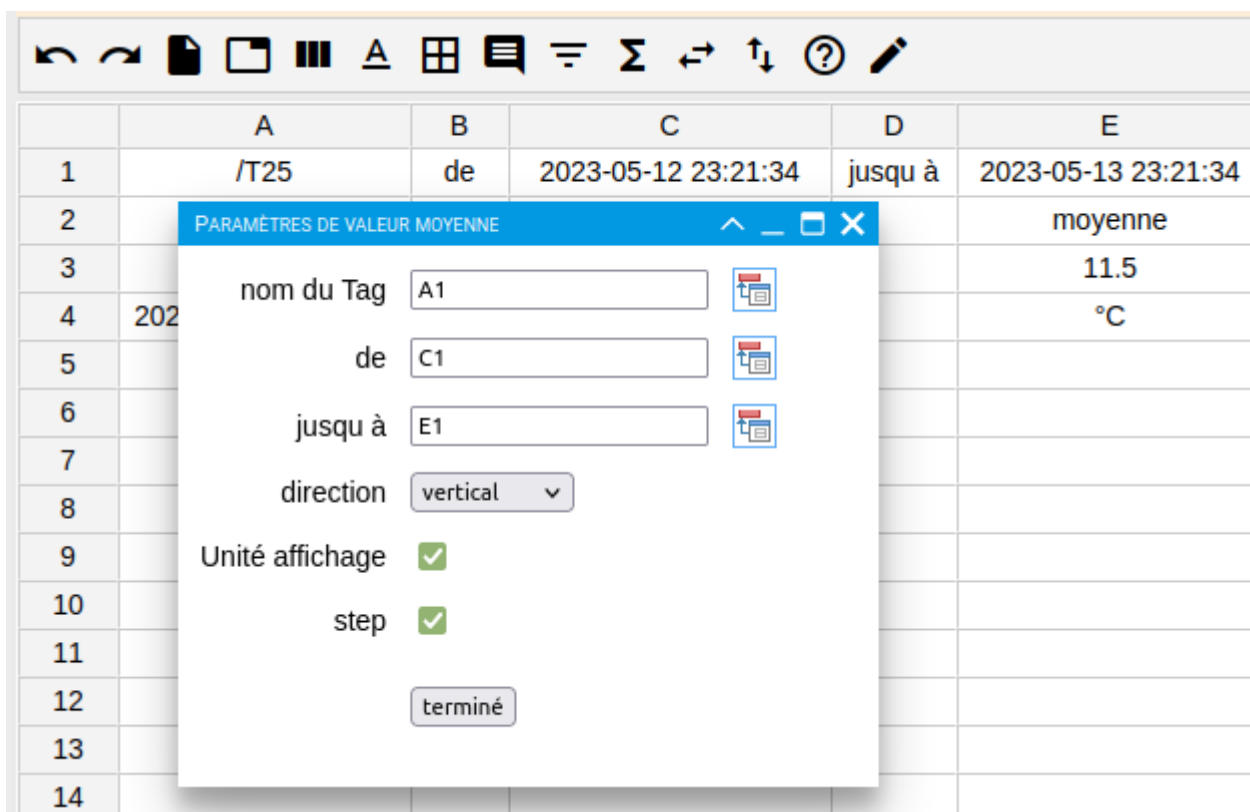 A B C D E
1 /T25 de 2023-05-12 23:21:34 jusqu à 2023-05-13 23:21:34
2 moyenne
3 11.5
4 202 °C
5
6
7
8
9
10
11
12
13
14
PARAMÈTRES DE VALEUR MOYENNE
nom du Tag A1
de C1
jusqu à E1
direction vertical
Unité affichage
step
terminé